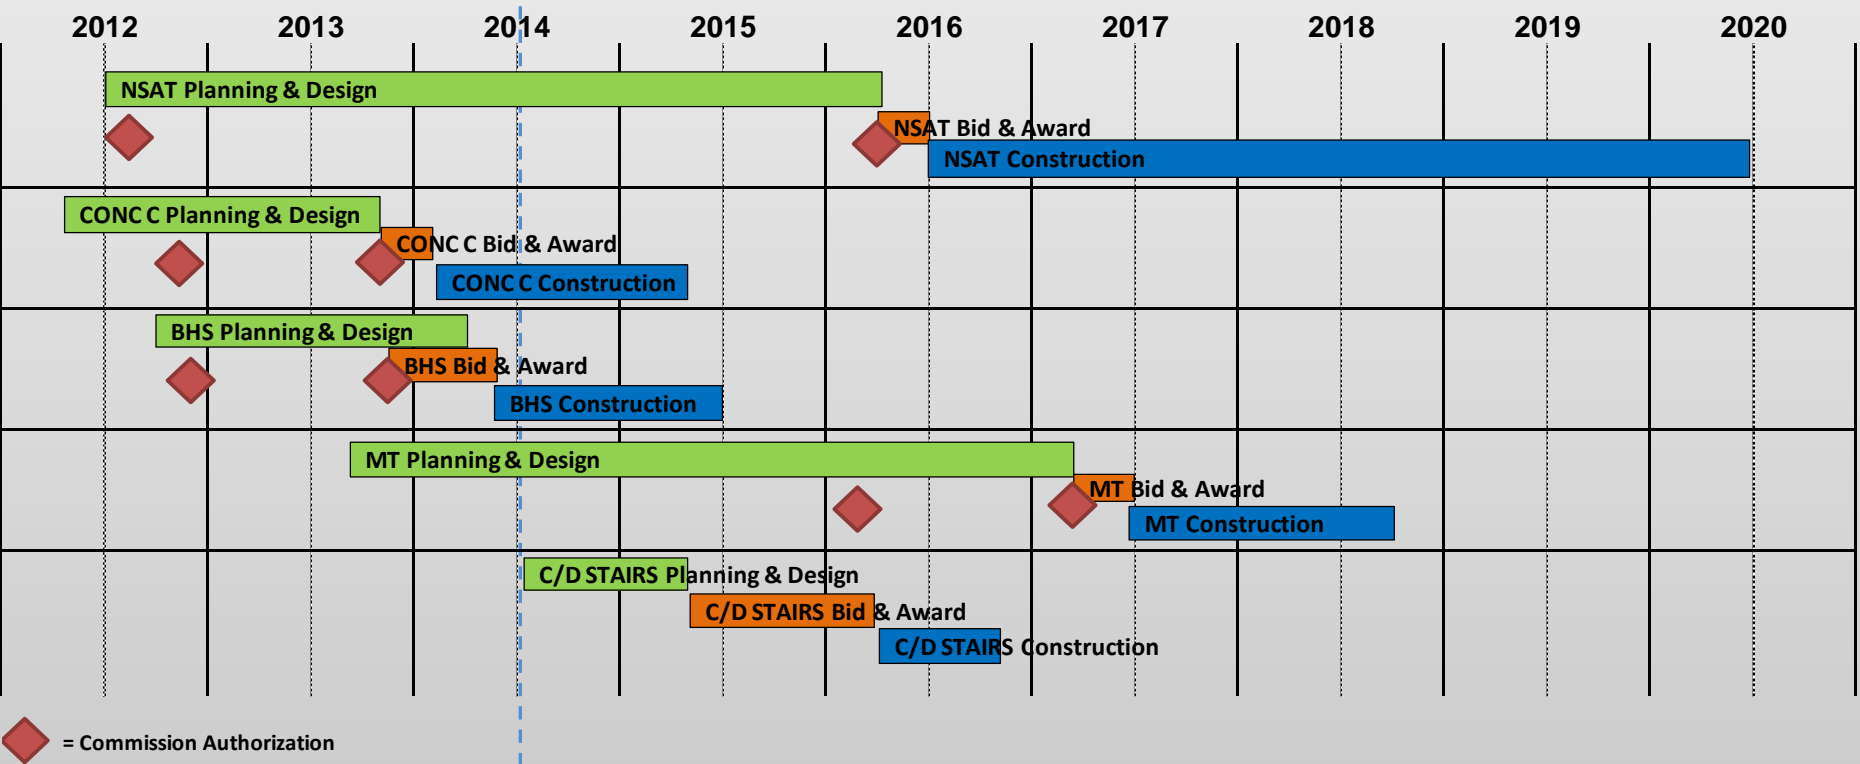 2012 2013 2014 2015 2016 2017 2018 2019 2020
NSAT Planning & Design
NSAT Bid & Award
NSAT Construction
CONC C Planning & Design
CONC C Bid & Award
CONC C Construction
BHS Planning & Design
BHS Bid & Award
BHS Construction
MT Planning & Design
MT Bid & Award
MT Construction
C/D STAIRS Planning & Design
C/D STAIRS Bid & Award
C/D STAIRS Construction
= Commission Authorization